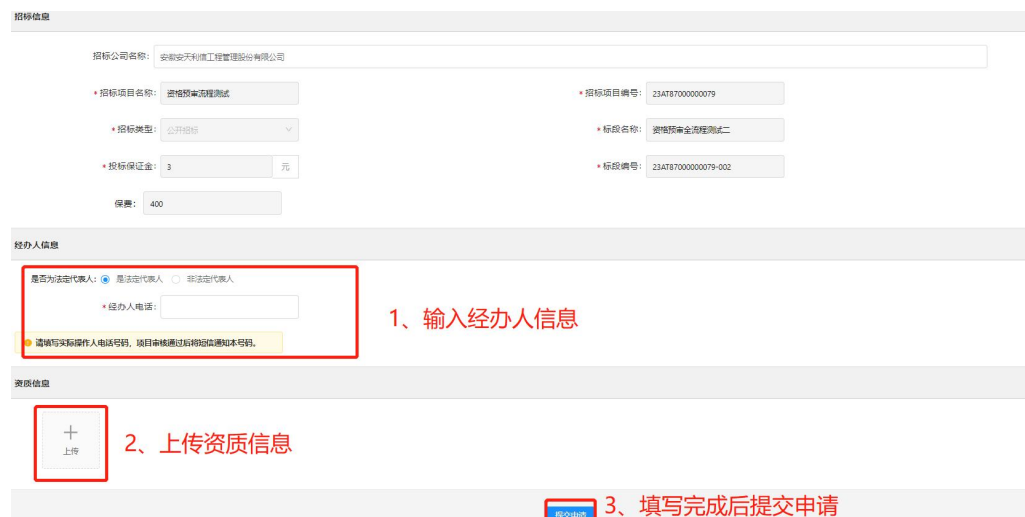 招标信息
招标公司名称： 安徽安天利信工程管理股份有限公司
* 招标项目名称： 资格预审流程测试 * 招标项目编号： 23AT87000000079
* 招标类型： 公开招标 * 标段名称： 资格预审全流程测试二
* 投标保证金： 3 元 * 标段编号： 23AT87000000079-002
保费： 400
经办人信息
是否为法定代表人： 是法定代表人 非法定代表人
* 经办人电话：
1、输入经办人信息
请填写实际操作人电话号码，项目审核通过后将短信通知本号码。
资质信息
上传
2、上传资质信息
提交申请 3、填写完成后提交申请